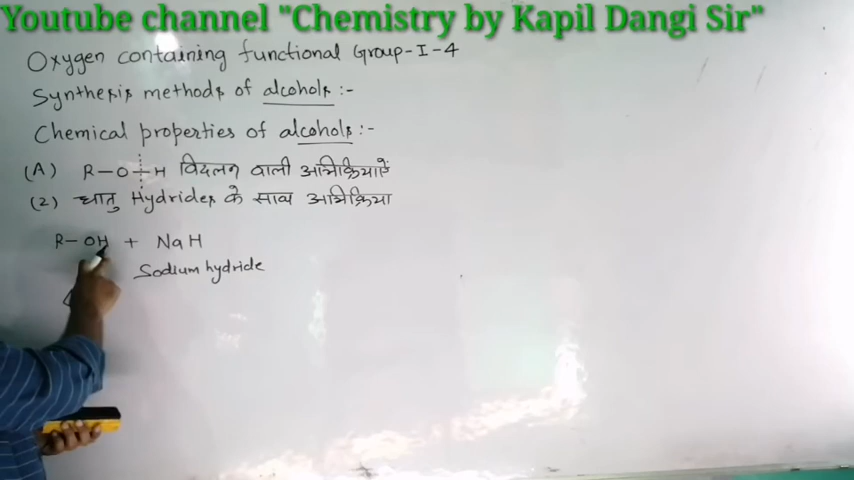 Youtube channel "Chemistry by Kapil Dangi Sir"
Oxygen containing functional Group-I-4
Synthesis methods of alcohols :-
Chemical properties of alcohols :-
(A) R-O-H विदलन वाली अभिक्रियाऐं
(2) धातु Hydrides के साथ अभिक्रिया
R-OH + NaH
Sodium hydride